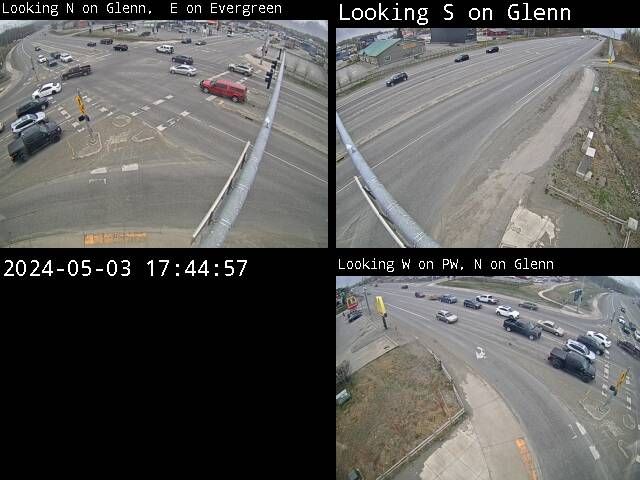 Looking N on Glenn,  E on Evergreen
Looking S on Glenn
2024-05-03 17:44:57
Looking W on PW, N on Glenn